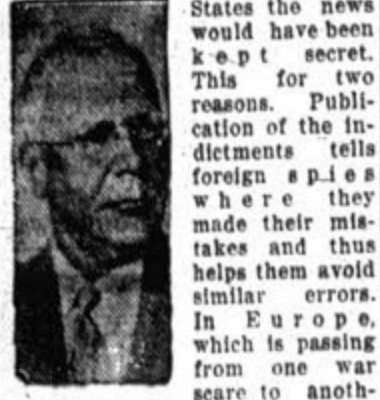 States the news
would have been
kept secret.
This for two
reasons. Publi-
cation of the in-
dictments tells
foreign spies
where they
made their mis-
takes and thus
helps them avoid
similar errors.
In Europe,
which is passing
from one war
scare to anoth-